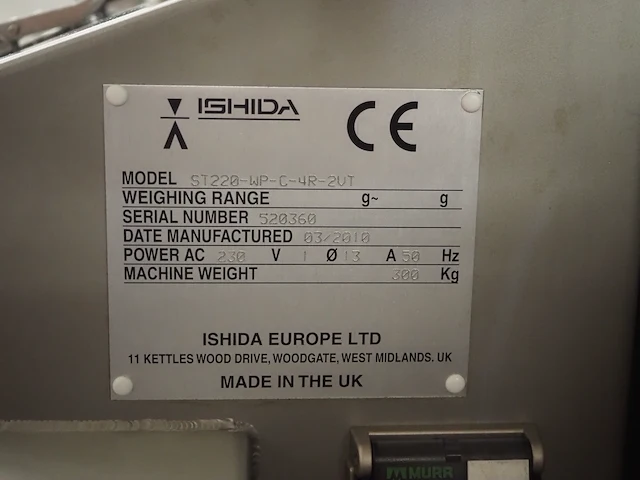 ISHIDA CE
MODEL ST220-WP-C-4R-2VT
WEIGHING RANGE g~ g
SERIAL NUMBER 520360
DATE MANUFACTURED 03/2010
POWER AC 230 V 1 Ø 13 A 50 Hz
MACHINE WEIGHT 300 Kg
ISHIDA EUROPE LTD
11 KETTLES WOOD DRIVE, WOODGATE, WEST MIDLANDS. UK
MADE IN THE UK
MURR